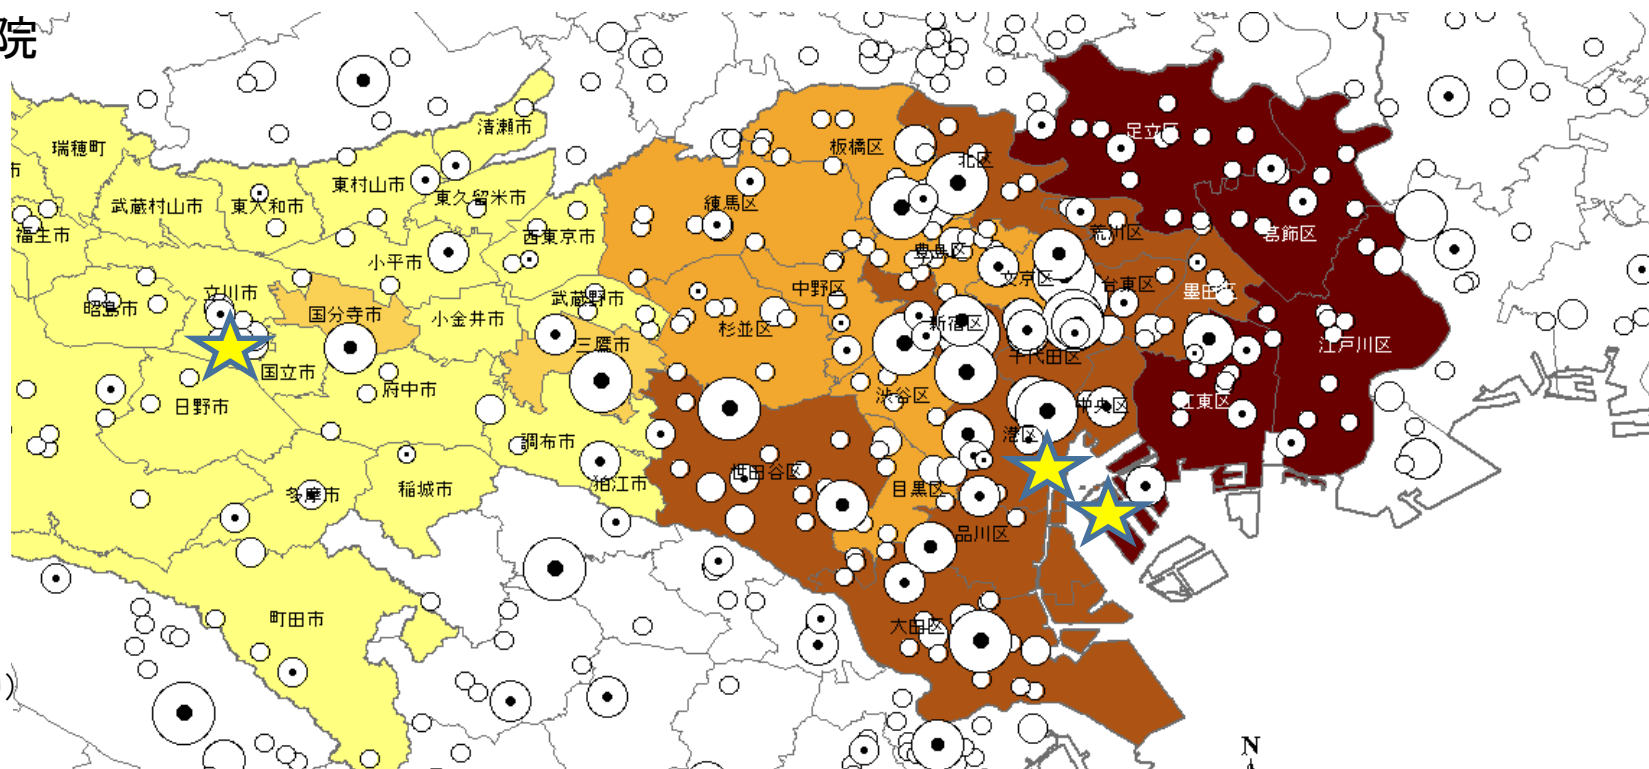 院
清瀬市
足立区
瑞穂町
板橋区
北区
市
東村山市
東久留米市
武蔵村山市
東大和市
練馬区
福生市
西東京市
荒川区
葛飾区
豊島区
小平市
文京区
台東区
中野区
墨田区
立川市
武蔵野市
昭島市
国分寺市
小金井市
杉並区
新宿区
三鷹市
千代田区
江戸川区
国立市
府中市
渋谷区
日野市
中央区
江東区
港区
調布市
世田谷区
狛江市
目黒区
多摩市
稲城市
品川区
町田市
大田区
)
N